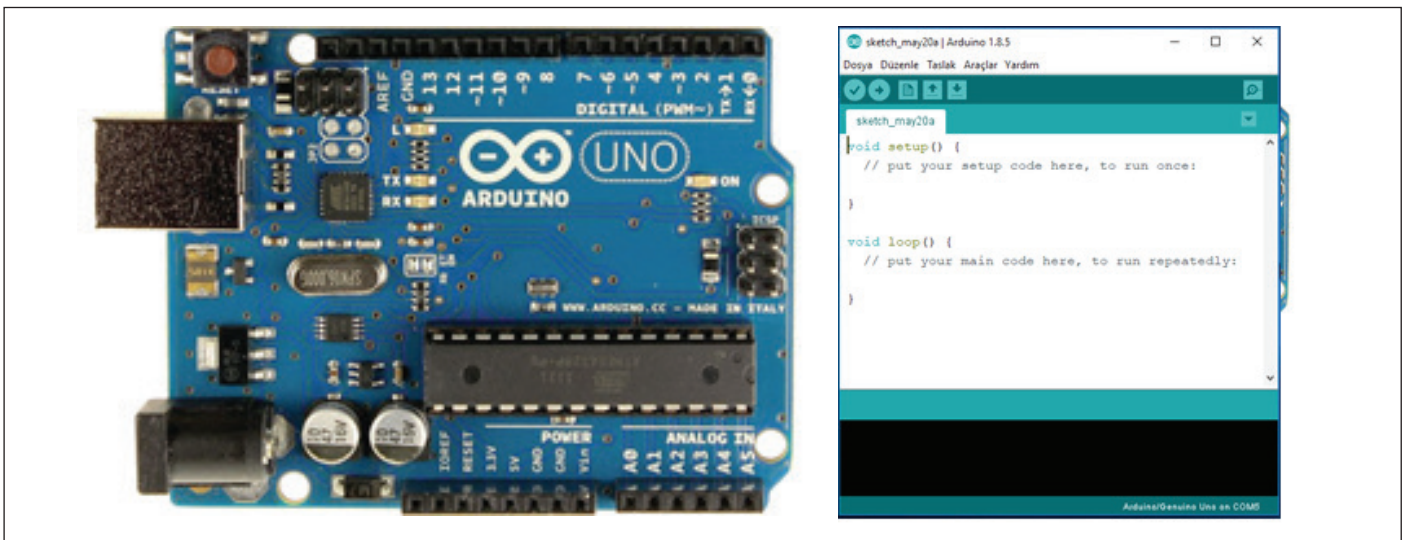 RESET
AREF
GND
13
12
~11
~10
~9
8
7
~6
~5
4
~3
2
TX→1
RX←0
DIGITAL (PWM~)
L
TX
RX
ARDUINO
UNO
ON
ICSP
WWW.ARDUINO.CC - MADE IN ITALY
POWER
ANALOG IN
IOREF
RESET
3.3V
5V
GND
GND
Vin
A0
A1
A2
A3
A4
A5
sketch_may20a | Arduino 1.8.5
Dosya Düzenle Taslak Araçlar Yardım
sketch_may20a
void setup() {
// put your setup code here, to run once:
}
void loop() {
// put your main code here, to run repeatedly:
}
Arduino/Genuino Uno on COM5